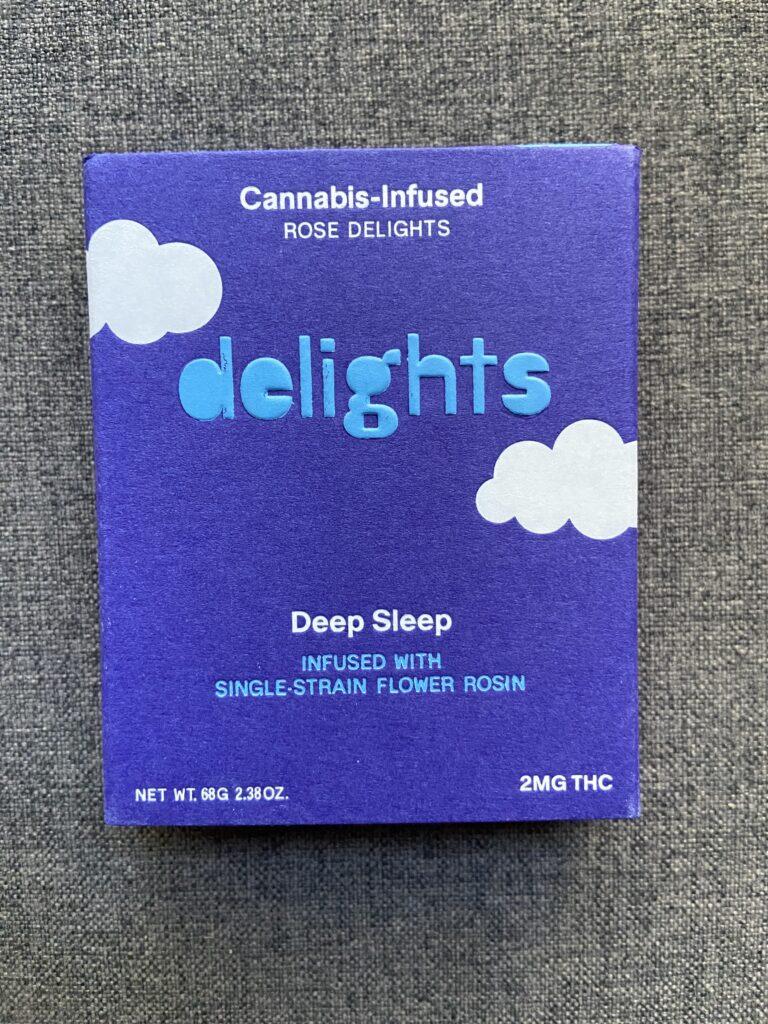 Cannabis-Infused
ROSE DELIGHTS
delights
Deep Sleep
INFUSED WITH
SINGLE-STRAIN FLOWER ROSIN
NET WT. 68G 2.38OZ.
2MG THC